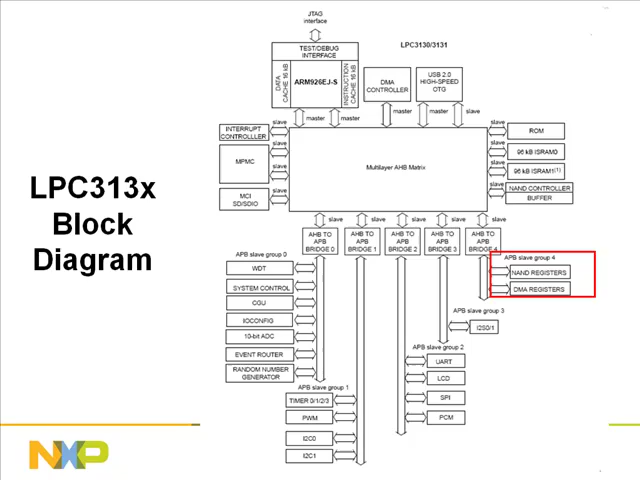 JTAG
interface
LPC3130/3131
TEST/DEBUG
INTERFACE
DATA
CACHE 16 kB
ARM926EJ-S
INSTRUCTION
CACHE 16 kB
DMA
CONTROLLER
USB 2.0
HIGH-SPEED
OTG
master
master
master
master
slave
slave
INTERRUPT
CONTROLLLER
slave
MPMC
slave
MCI
SD/SDIO
Multilayer AHB Matrix
slave
ROM
slave
96 kB ISRAM0
slave
96 kB ISRAM1(1)
slave
NAND CONTROLLER
BUFFER
LPC313x
Block
Diagram
slave
slave
slave
slave
slave
AHB TO
APB
BRIDGE 0
AHB TO
APB
BRIDGE 1
AHB TO
APB
BRIDGE 2
AHB TO
APB
BRIDGE 3
AHB TO
APB
BRIDGE 4
APB slave group 0
WDT
SYSTEM CONTROL
CGU
IOCONFIG
10-bit ADC
EVENT ROUTER
RANDOM NUMBER
GENERATOR
APB slave group 4
NAND REGISTERS
DMA REGISTERS
APB slave group 3
I2S0/1
APB slave group 2
UART
LCD
SPI
PCM
APB slave group 1
TIMER 0/1/2/3
PWM
I2C0
I2C1
NXP